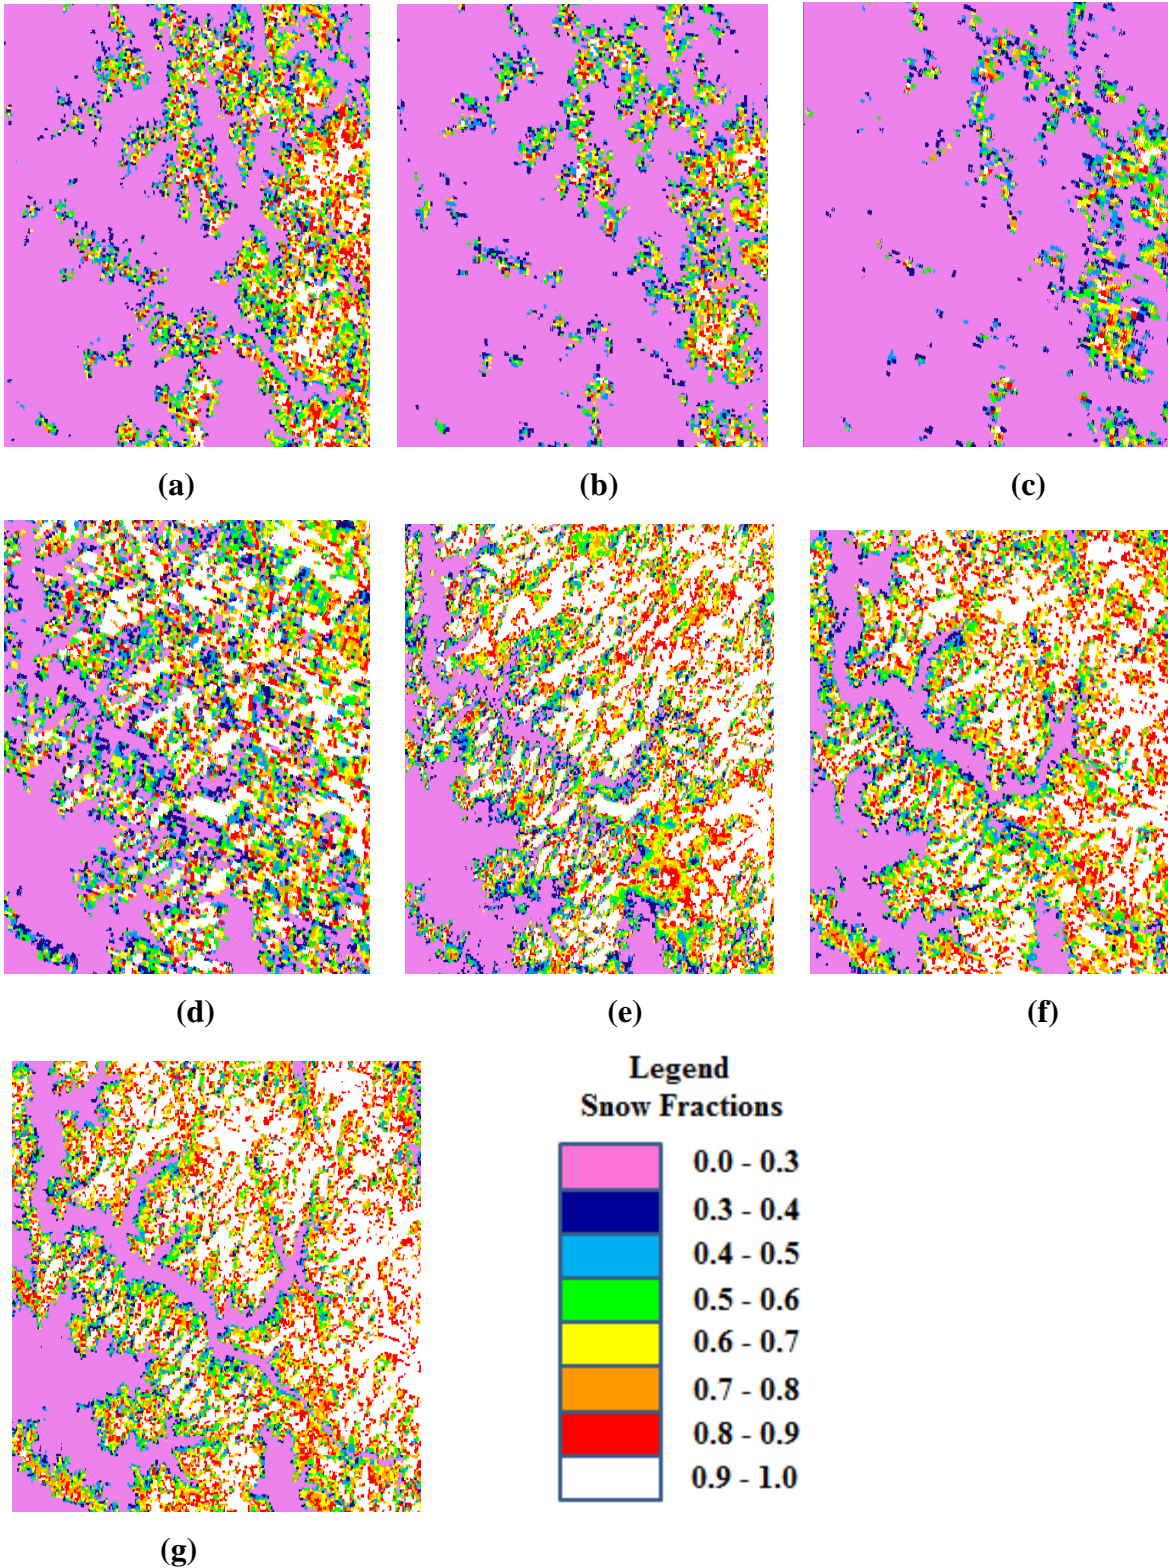 (a)
(b)
(c)
(d)
(e)
(f)
(g)
Legend
Snow Fractions
0.0 - 0.3
0.3 - 0.4
0.4 - 0.5
0.5 - 0.6
0.6 - 0.7
0.7 - 0.8
0.8 - 0.9
0.9 - 1.0